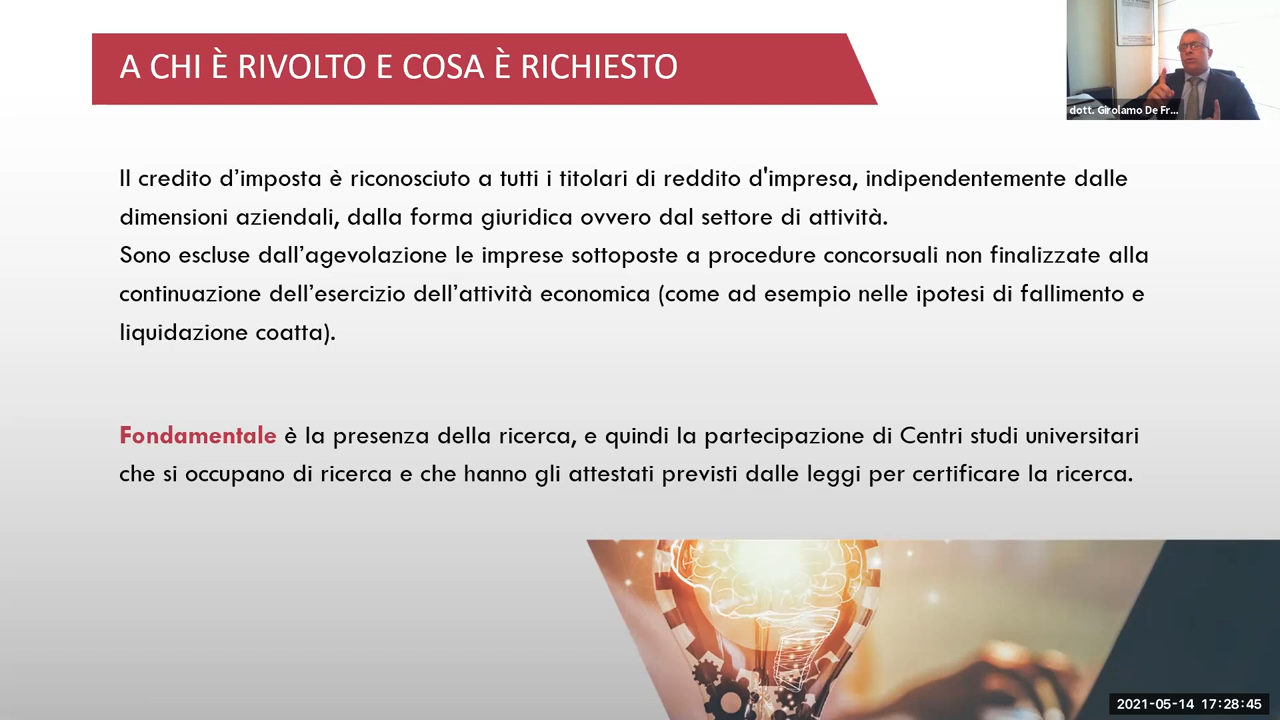 A CHI È RIVOLTO E COSA È RICHIESTO
dott. Girolamo De Fr...
Il credito d’imposta è riconosciuto a tutti i titolari di reddito d'impresa, indipendentemente dalle
dimensioni aziendali, dalla forma giuridica ovvero dal settore di attività.
Sono escluse dall’agevolazione le imprese sottoposte a procedure concorsuali non finalizzate alla
continuazione dell’esercizio dell’attività economica (come ad esempio nelle ipotesi di fallimento e
liquidazione coatta).
Fondamentale è la presenza della ricerca, e quindi la partecipazione di Centri studi universitari
che si occupano di ricerca e che hanno gli attestati previsti dalle leggi per certificare la ricerca.
2021-05-14 17:28:45